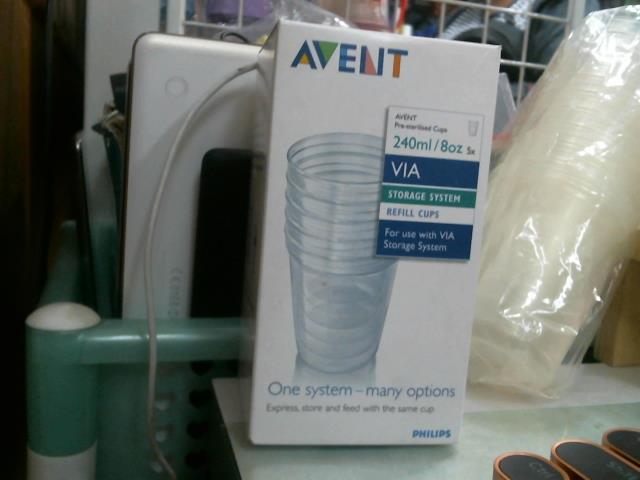 AVENT
AVENT
Pre-sterilised Cups
240ml/8oz 5x
VIA
STORAGE SYSTEM
REFILL CUPS
For use with VIA
Storage System
One system – many options
Express, store and feed with the same cup
PHILIPS